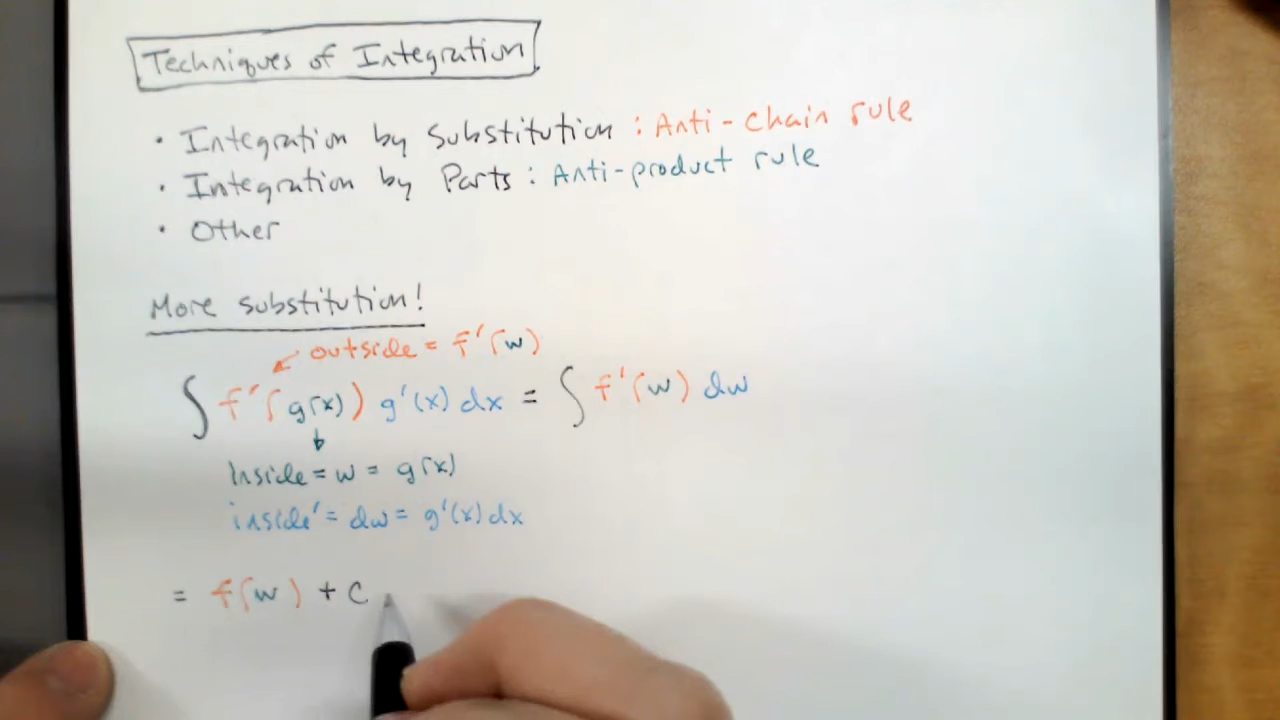 Techniques of Integration
• Integration by Substitution : Anti-chain rule
• Integration by Parts : Anti-product rule
• Other
More substitution!
outside = f'(w)
∫ f'(g(x)) g'(x) dx = ∫ f'(w) dw
inside = w = g(x)
inside' = dw = g'(x) dx
= f(w) + C